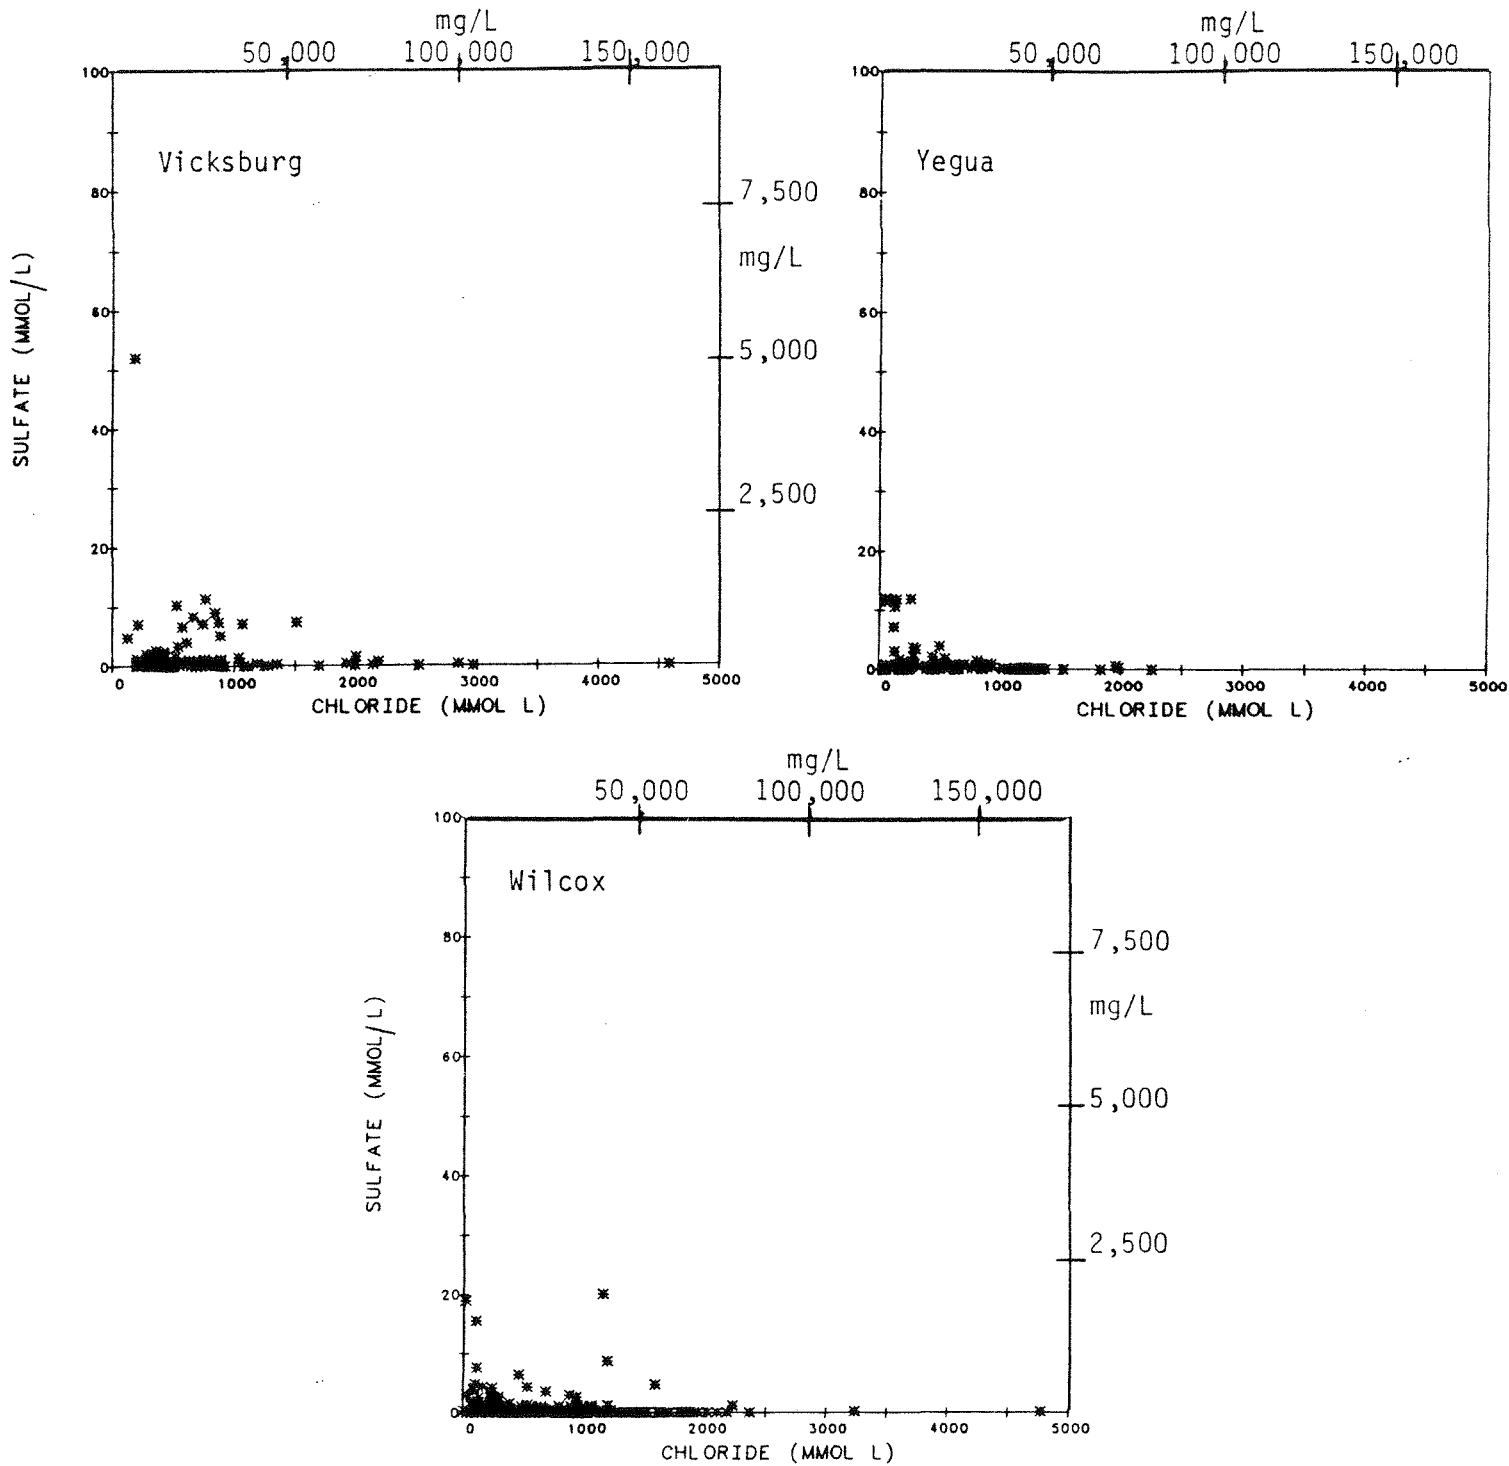 mg/L
50,000 100,000 150,000
100
Vicksburg
80
7,500
mg/L
60
5,000
40
2,500
20
0
SULFATE (MMOL/L)
0 1000 2000 3000 4000 5000
CHLORIDE (MMOL L)
mg/L
50,000 100,000 150,000
100
Yegua
80
60
40
20
0
0 1000 2000 3000 4000 5000
CHLORIDE (MMOL L)
mg/L
50,000 100,000 150,000
100
Wilcox
80
7,500
mg/L
60
5,000
40
2,500
20
0
SULFATE (MMOL/L)
0 1000 2000 3000 4000 5000
CHLORIDE (MMOL L)